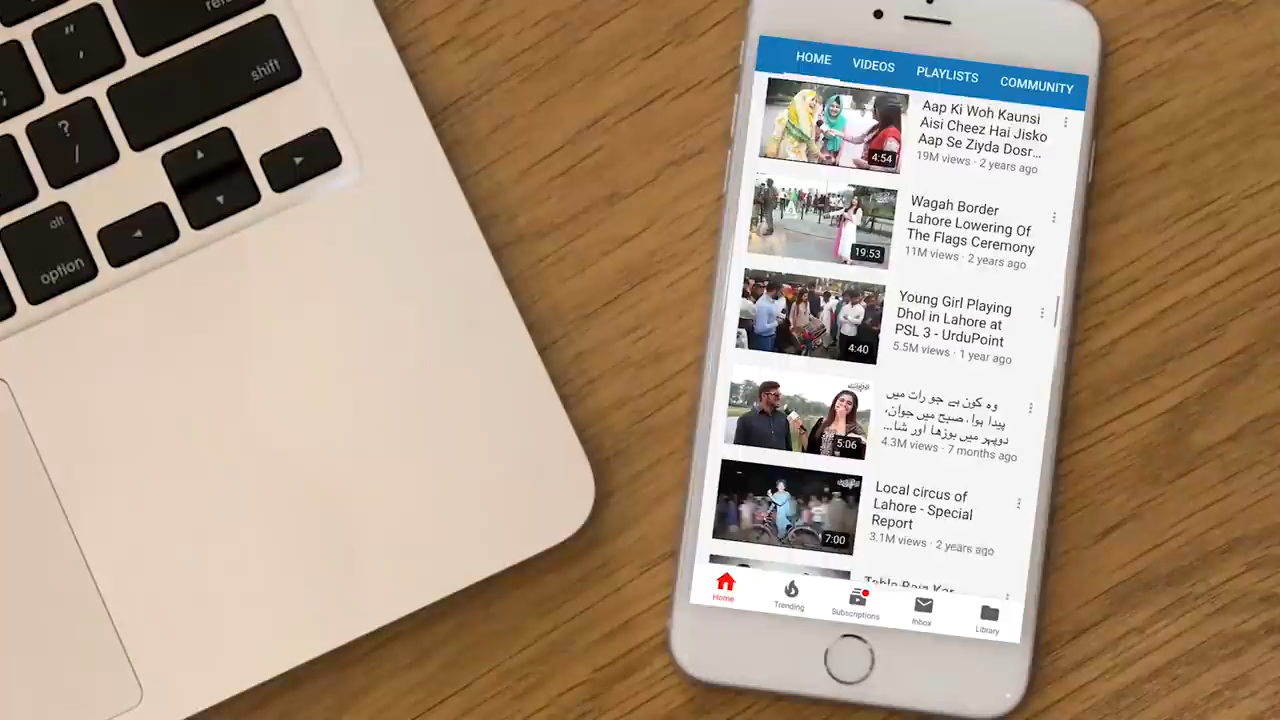 shift
alt
option
HOME VIDEOS PLAYLISTS COMMUNITY
4:54
Aap Ki Woh Kaunsi
Aisi Cheez Hai Jisko
Aap Se Ziyda Dosr...
19M views · 2 years ago
19:53
Wagah Border
Lahore Lowering Of
The Flags Ceremony
11M views · 2 years ago
4:40
Young Girl Playing
Dhol in Lahore at
PSL 3 - UrduPoint
5.5M views · 1 year ago
5:06
وہ کون ہے جو رات میں
پیدا ہوا، صبح میں جوان،
دوپہر میں بوڑھا اور شا...
4.3M views · 7 months ago
7:00
Local circus of
Lahore - Special
Report
3.1M views · 2 years ago
Home Trending Subscriptions Inbox Library